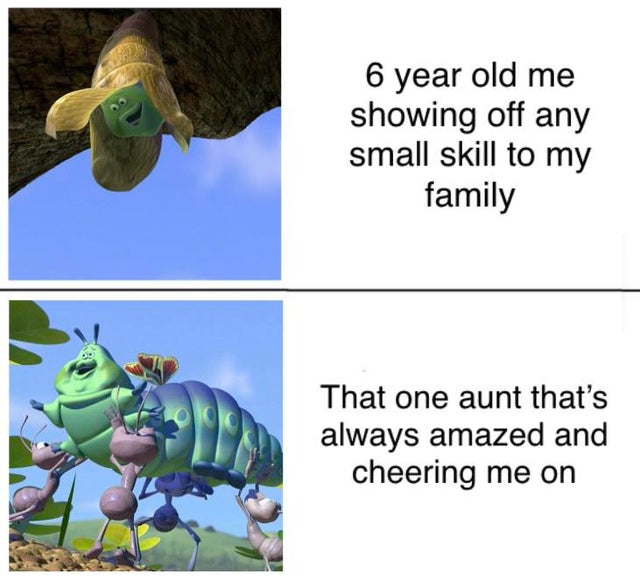 6 year old me
showing off any
small skill to my
family
That one aunt that's
always amazed and
cheering me on